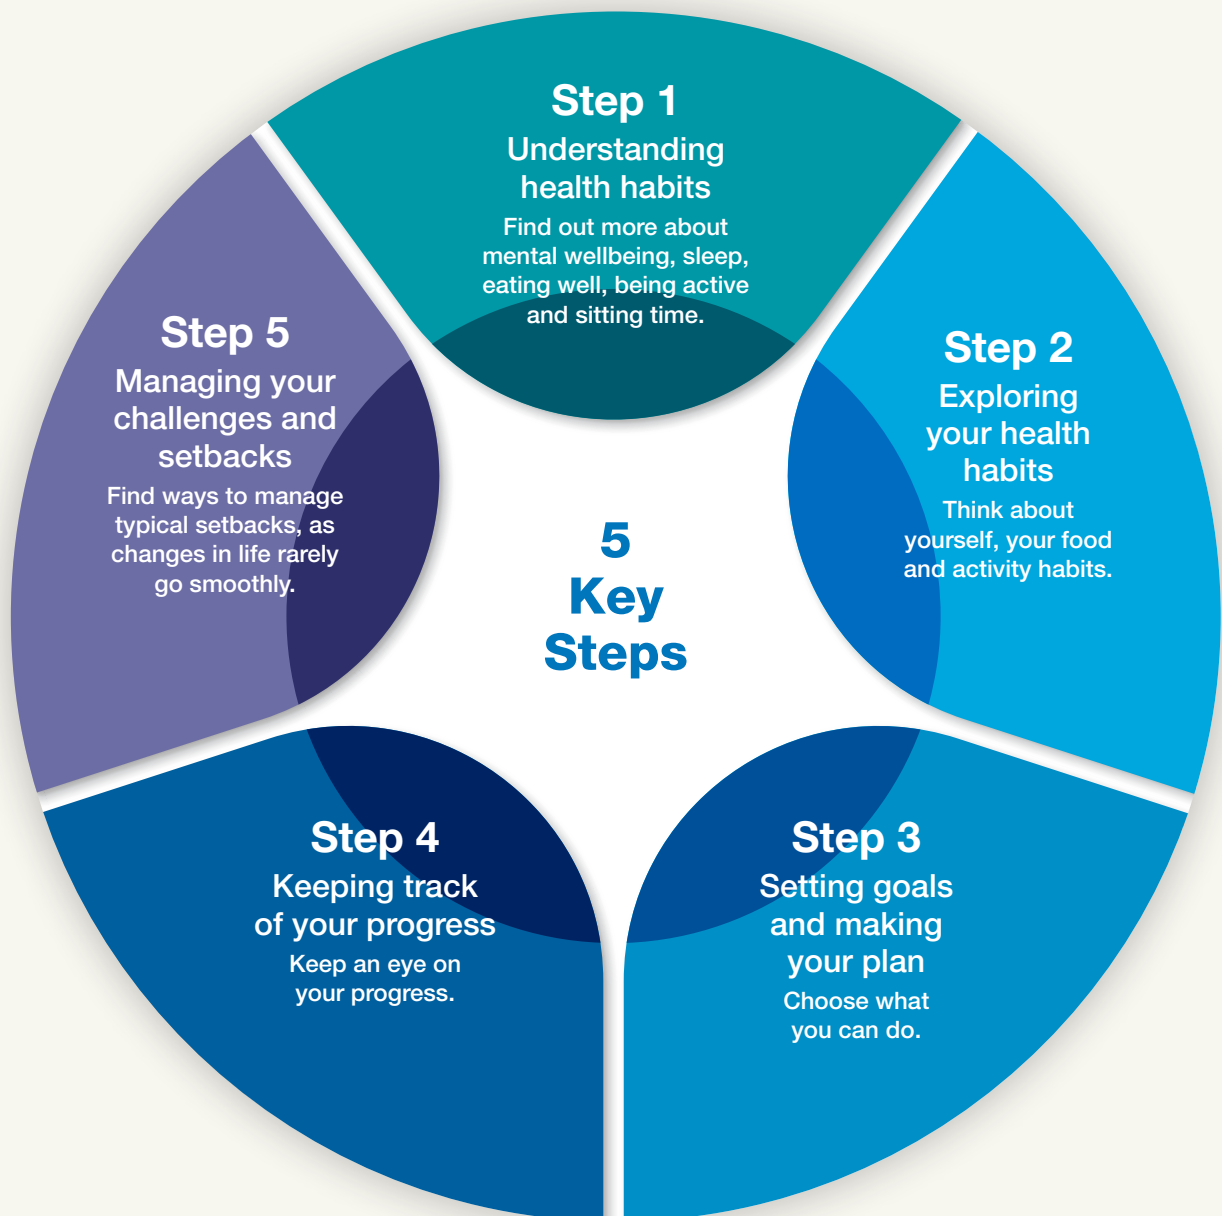 Step 1
Understanding
health habits
Find out more about
mental wellbeing, sleep,
eating well, being active
and sitting time.
Step 2
Exploring
your health
habits
Think about
yourself, your food
and activity habits.
Step 3
Setting goals
and making
your plan
Choose what
you can do.
Step 4
Keeping track
of your progress
Keep an eye on
your progress.
Step 5
Managing your
challenges and
setbacks
Find ways to manage
typical setbacks, as
changes in life rarely
go smoothly.
5
Key
Steps